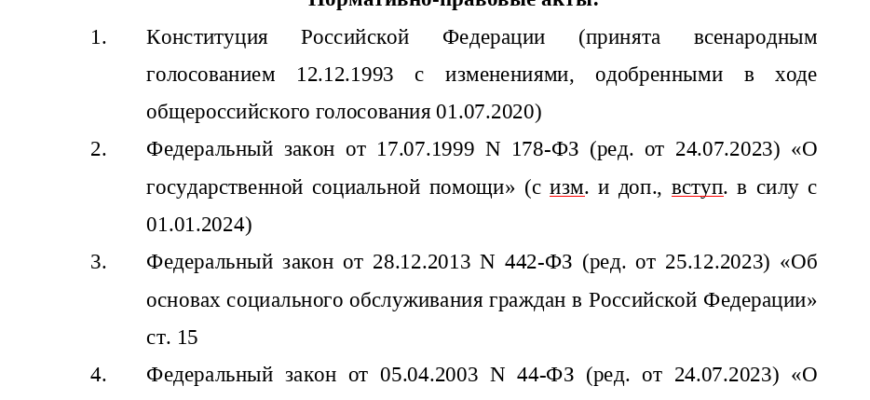 Нормативно-правовые акты:
1. Конституция Российской Федерации (принята всенародным
голосованием 12.12.1993 с изменениями, одобренными в ходе
общероссийского голосования 01.07.2020)
2. Федеральный закон от 17.07.1999 N 178-ФЗ (ред. от 24.07.2023) «О
государственной социальной помощи» (с изм. и доп., вступ. в силу с
01.01.2024)
3. Федеральный закон от 28.12.2013 N 442-ФЗ (ред. от 25.12.2023) «Об
основах социального обслуживания граждан в Российской Федерации»
ст. 15
4. Федеральный закон от 05.04.2003 N 44-ФЗ (ред. от 24.07.2023) «О